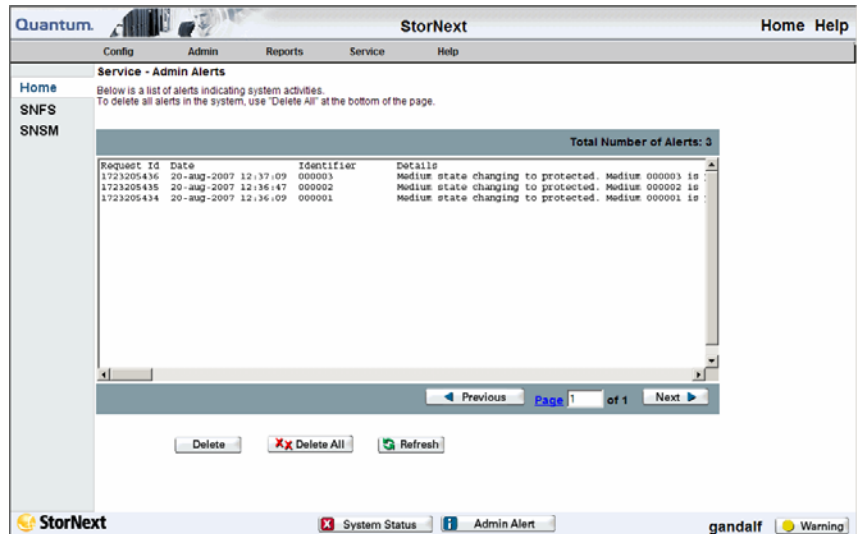 Quantum. StorNext Home Help
Config Admin Reports Service Help
Service - Admin Alerts
Home
Below is a list of alerts indicating system activities.
To delete all alerts in the system, use "Delete All" at the bottom of the page.
SNFS
SNSM
Total Number of Alerts: 3
Request Id Date Identifier Details
1723205436 20-aug-2007 12:37:09 000003 Medium state changing to protected. Medium 000003 is
1723205435 20-aug-2007 12:36:47 000002 Medium state changing to protected. Medium 000002 is
1723205434 20-aug-2007 12:36:09 000001 Medium state changing to protected. Medium 000001 is
Previous Page 1 of 1 Next
Delete Delete All Refresh
StorNext System Status Admin Alert gandalf Warning